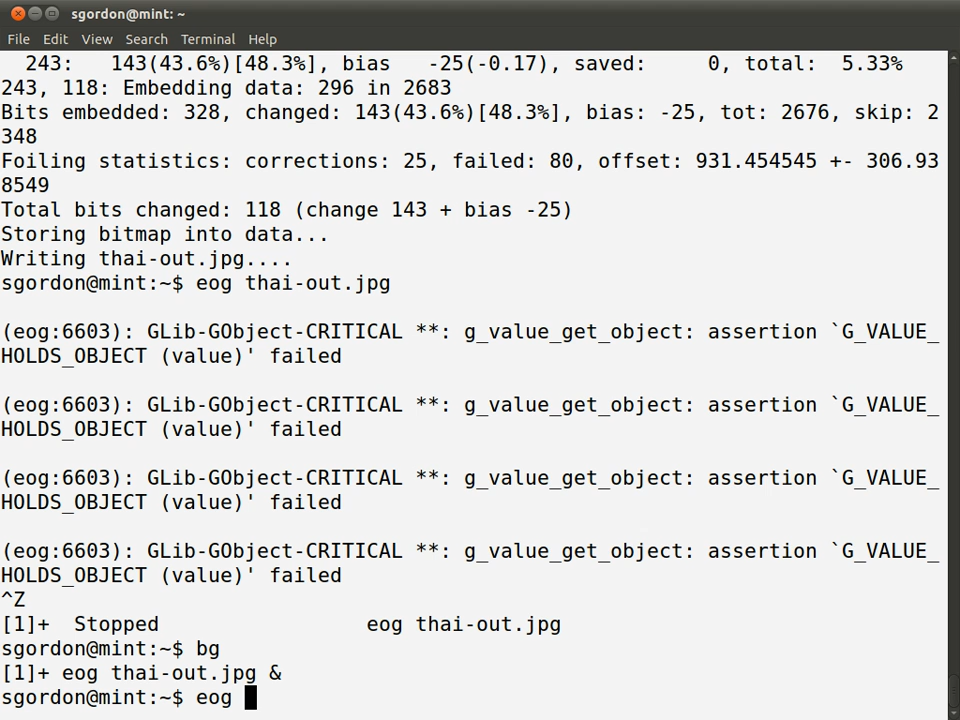 sgordon@mint: ~
File Edit View Search Terminal Help
  243:   143(43.6%)[48.3%], bias   -25(-0.17), saved:     0, total:  5.33%
243, 118: Embedding data: 296 in 2683
Bits embedded: 328, changed: 143(43.6%)[48.3%], bias: -25, tot: 2676, skip: 2
348
Foiling statistics: corrections: 25, failed: 80, offset: 931.454545 +- 306.93
8549
Total bits changed: 118 (change 143 + bias -25)
Storing bitmap into data...
Writing thai-out.jpg....
sgordon@mint:~$ eog thai-out.jpg
(eog:6603): GLib-GObject-CRITICAL **: g_value_get_object: assertion `G_VALUE_
HOLDS_OBJECT (value)' failed
(eog:6603): GLib-GObject-CRITICAL **: g_value_get_object: assertion `G_VALUE_
HOLDS_OBJECT (value)' failed
(eog:6603): GLib-GObject-CRITICAL **: g_value_get_object: assertion `G_VALUE_
HOLDS_OBJECT (value)' failed
(eog:6603): GLib-GObject-CRITICAL **: g_value_get_object: assertion `G_VALUE_
HOLDS_OBJECT (value)' failed
^Z
[1]+  Stopped                 eog thai-out.jpg
sgordon@mint:~$ bg
[1]+ eog thai-out.jpg &
sgordon@mint:~$ eog